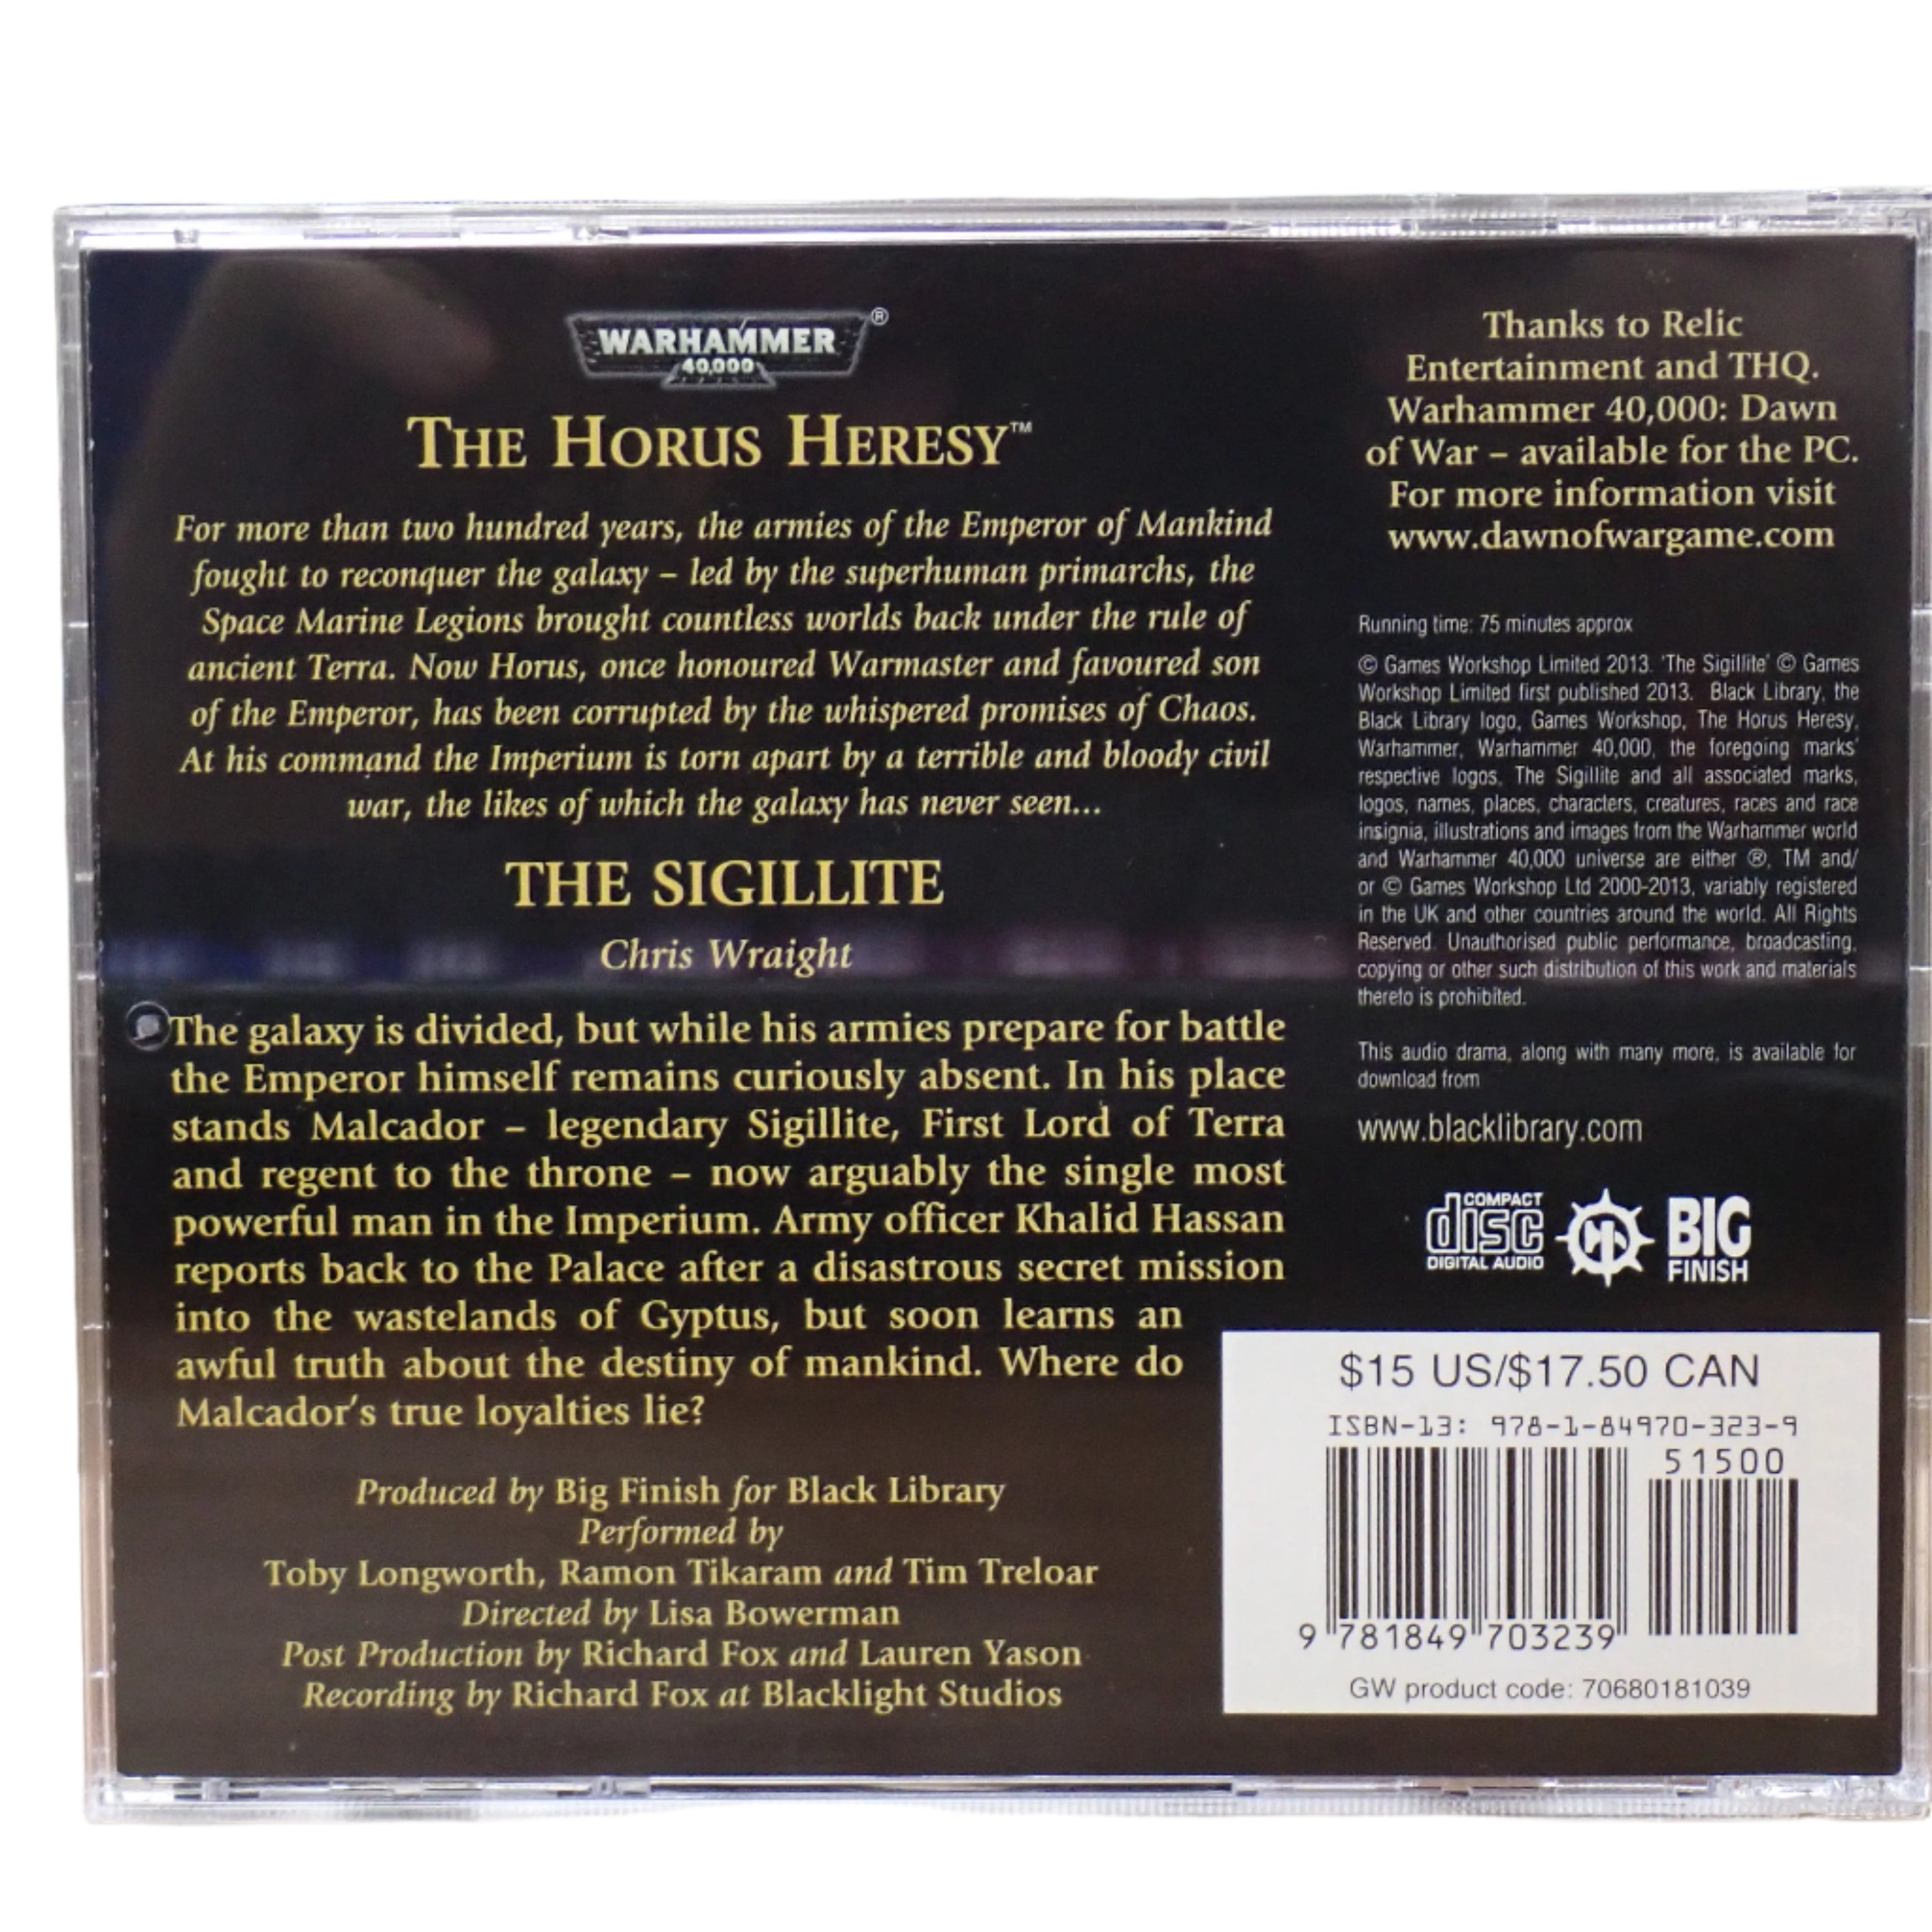 WARHAMMER®
40,000
THE HORUS HERESY™
For more than two hundred years, the armies of the Emperor of Mankind
fought to reconquer the galaxy – led by the superhuman primarchs, the
Space Marine Legions brought countless worlds back under the rule of
ancient Terra. Now Horus, once honoured Warmaster and favoured son
of the Emperor, has been corrupted by the whispered promises of Chaos.
At his command the Imperium is torn apart by a terrible and bloody civil
war, the likes of which the galaxy has never seen...
THE SIGILLITE
Chris Wraight
The galaxy is divided, but while his armies prepare for battle
the Emperor himself remains curiously absent. In his place
stands Malcador – legendary Sigillite, First Lord of Terra
and regent to the throne – now arguably the single most
powerful man in the Imperium. Army officer Khalid Hassan
reports back to the Palace after a disastrous secret mission
into the wastelands of Gyptus, but soon learns an
awful truth about the destiny of mankind. Where do
Malcador's true loyalties lie?
Produced by Big Finish for Black Library
Performed by
Toby Longworth, Ramon Tikaram and Tim Treloar
Directed by Lisa Bowerman
Post Production by Richard Fox and Lauren Yason
Recording by Richard Fox at Blacklight Studios
Thanks to Relic
Entertainment and THQ.
Warhammer 40,000: Dawn
of War – available for the PC.
For more information visit
www.dawnofwargame.com
Running time: 75 minutes approx
© Games Workshop Limited 2013. 'The Sigillite' © Games
Workshop Limited first published 2013. Black Library, the
Black Library logo, Games Workshop, The Horus Heresy,
Warhammer, Warhammer 40,000, the foregoing marks'
respective logos, The Sigillite and all associated marks,
logos, names, places, characters, creatures, races and race
insignia, illustrations and images from the Warhammer world
and Warhammer 40,000 universe are either ®, TM and/
or © Games Workshop Ltd 2000-2013, variably registered
in the UK and other countries around the world. All Rights
Reserved. Unauthorised public performance, broadcasting,
copying or other such distribution of this work and materials
thereto is prohibited.
This audio drama, along with many more, is available for
download from
www.blacklibrary.com
COMPACT
disc
DIGITAL AUDIO
BIG
FINISH
$15 US/$17.50 CAN
ISBN-13: 978-1-84970-323-9
51500
9 781849 703239
GW product code: 70680181039